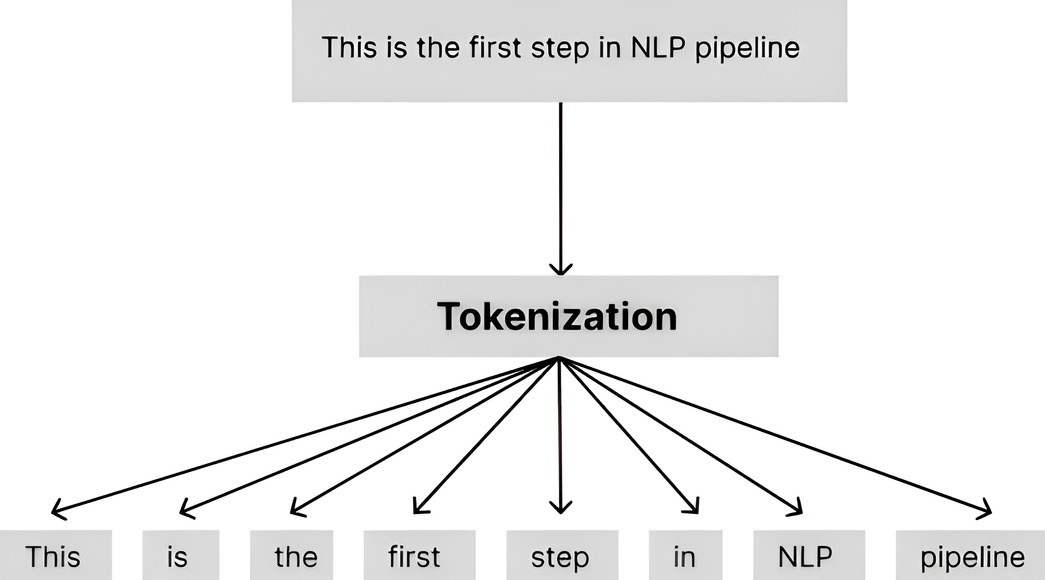 This is the first step in NLP pipeline
Tokenization
This is the first step in NLP pipeline